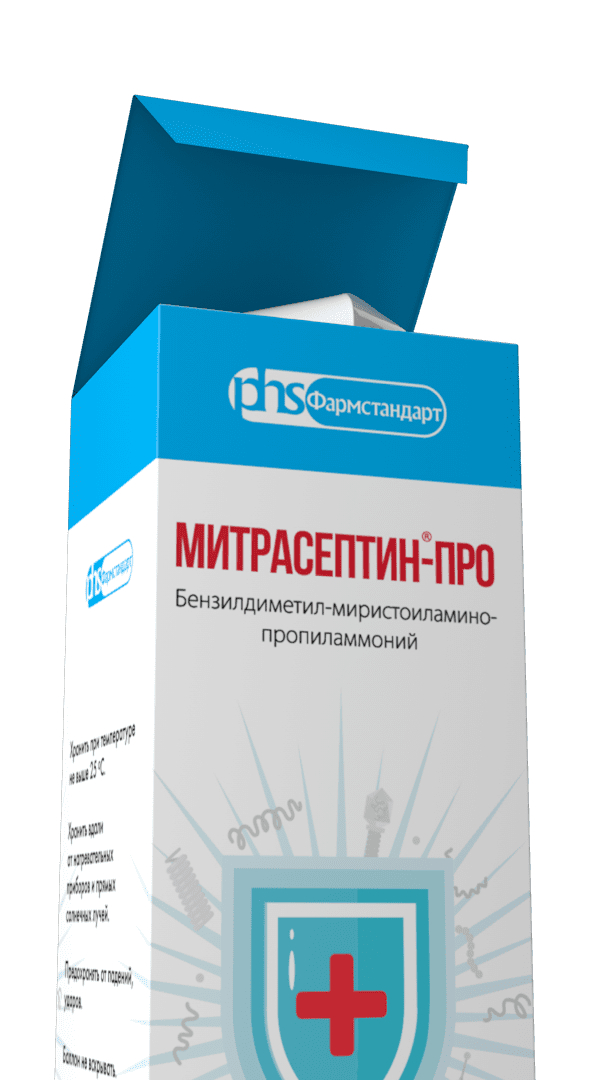 phs Фармстандарт
МИТРАСЕПТИН®-ПРО
Бензилдиметил-миристоиламино-
пропиламмоний
phs Фармстандарт
Хранить при температуре
не выше 25 °С.
Хранить вдали
от нагревательных
приборов и прямых
солнечных лучей.
Предохранять от падений,
ударов.
Баллон не вскрывать.